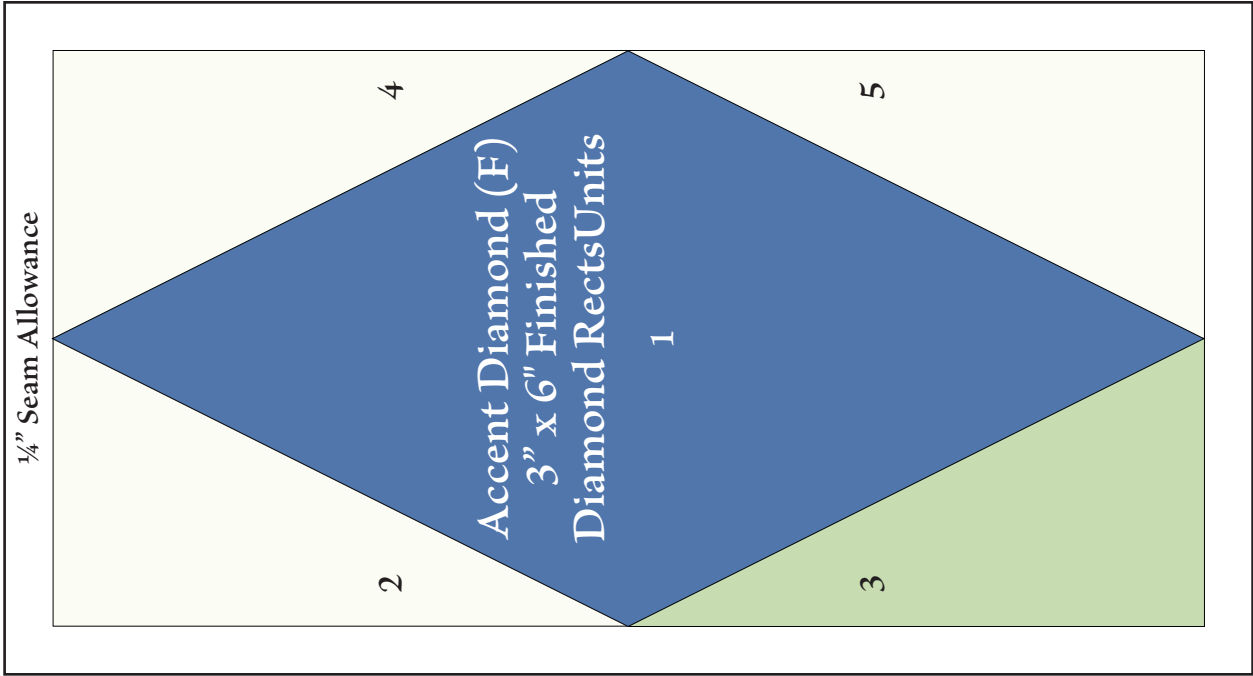 ¼” Seam Allowance
4
5
Accent Diamond (F)
3” x 6" Finished
Diamond RectsUnits
1
2
3